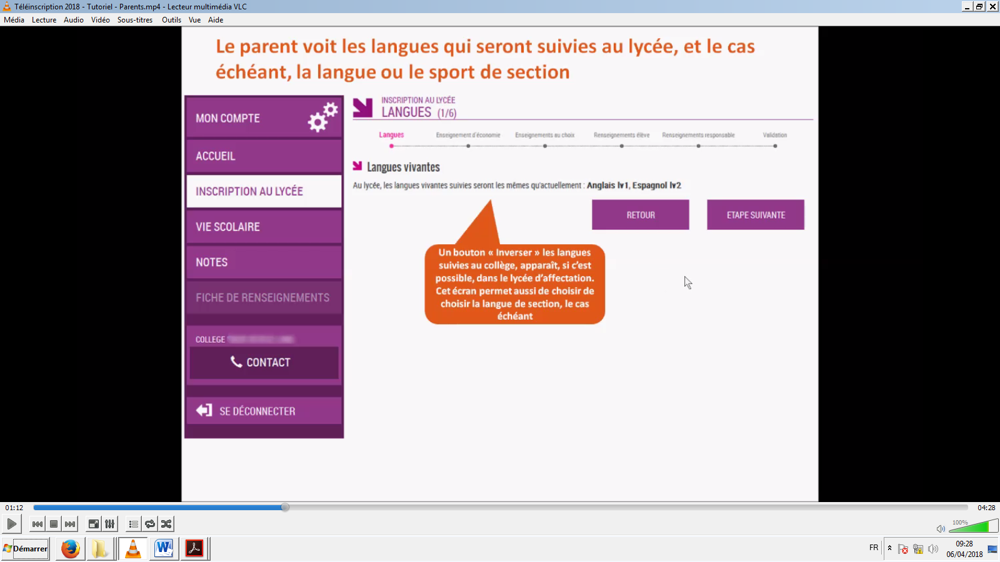 Téléinscription 2018 - Tutoriel - Parents.mp4 - Lecteur multimédia VLC
Média Lecture Audio Vidéo Sous-titres Outils Vue Aide
Le parent voit les langues qui seront suivies au lycée, et le cas
échéant, la langue ou le sport de section
MON COMPTE
ACCUEIL
INSCRIPTION AU LYCÉE
VIE SCOLAIRE
NOTES
FICHE DE RENSEIGNEMENTS
COLLEGE
CONTACT
SE DÉCONNECTER
INSCRIPTION AU LYCÉE
LANGUES (1/6)
Langues Enseignement d'économie Enseignements au choix Renseignements élève Renseignements responsable Validation
Langues vivantes
Au lycée, les langues vivantes suivies seront les mêmes qu'actuellement : Anglais lv1, Espagnol lv2
RETOUR ETAPE SUIVANTE
Un bouton « Inverser » les langues
suivies au collège, apparaît, si c'est
possible, dans le lycée d'affectation.
Cet écran permet aussi de choisir de
choisir la langue de section, le cas
échéant
01:12 04:28
100%
Démarrer
FR
09:28
06/04/2018